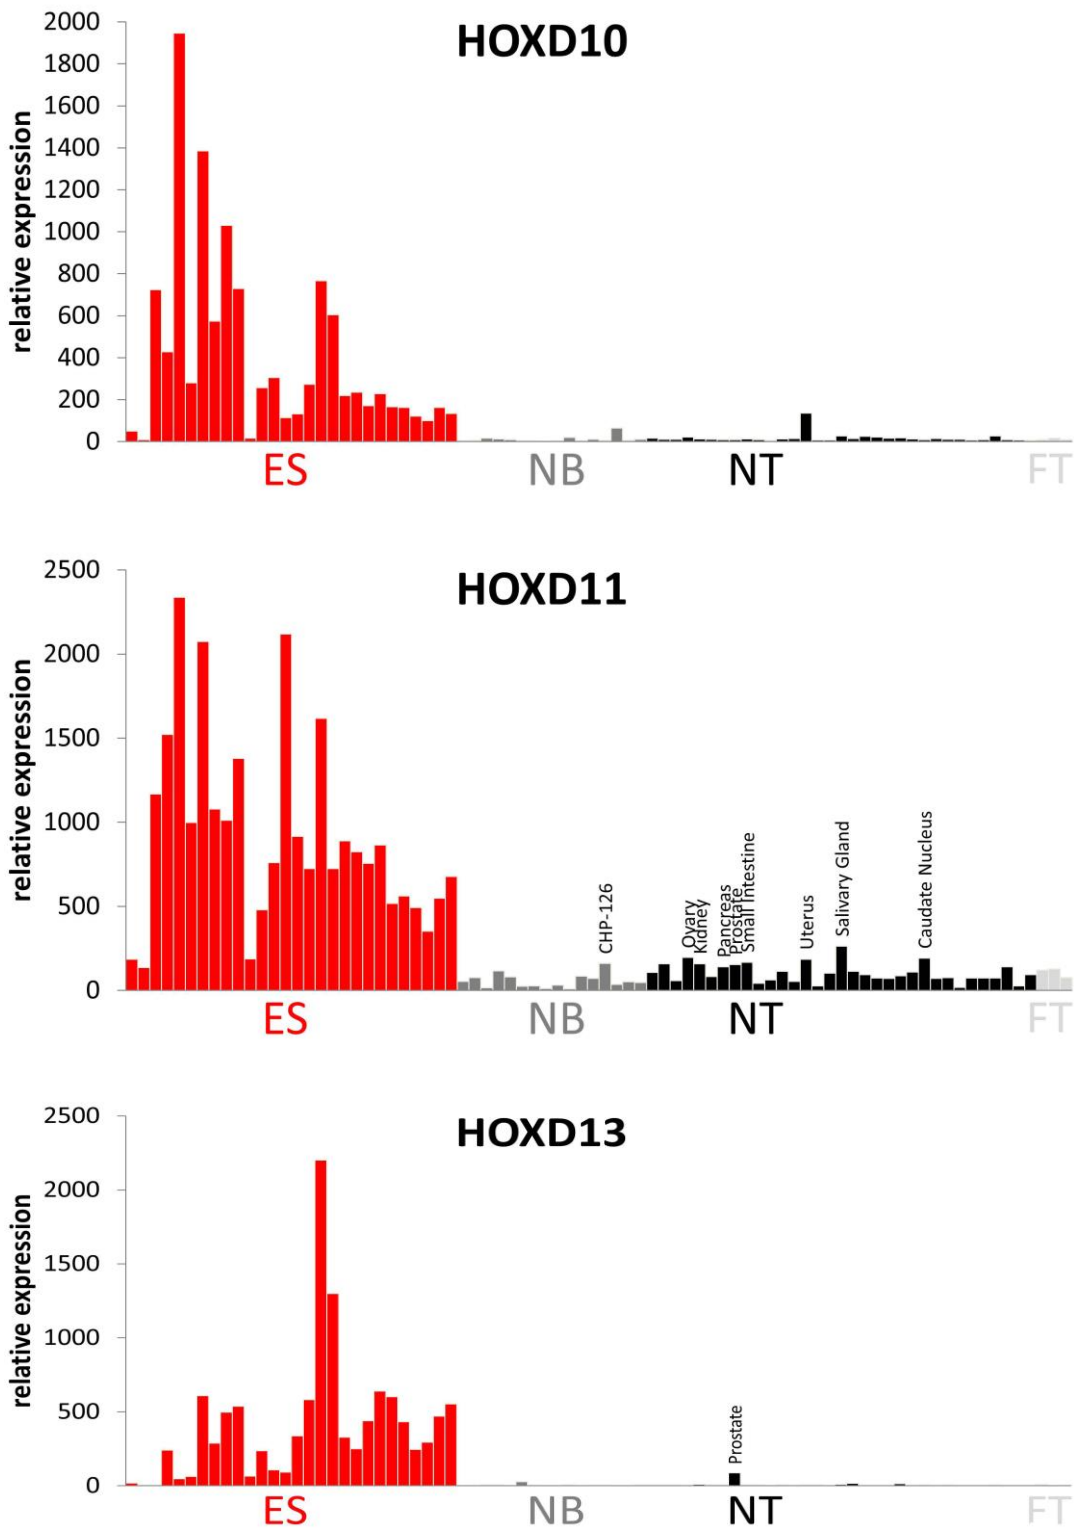 HOXD10
relative expression
2000
1800
1600
1400
1200
1000
800
600
400
200
0
ES
NB
NT
FT
HOXD11
relative expression
2500
2000
1500
1000
500
0
CHP-126
Ovary
Kidney
Pancreas
Prostate
Small Intestine
Uterus
Salivary Gland
Caudate Nucleus
ES
NB
NT
FT
HOXD13
relative expression
2500
2000
1500
1000
500
0
Prostate
ES
NB
NT
FT